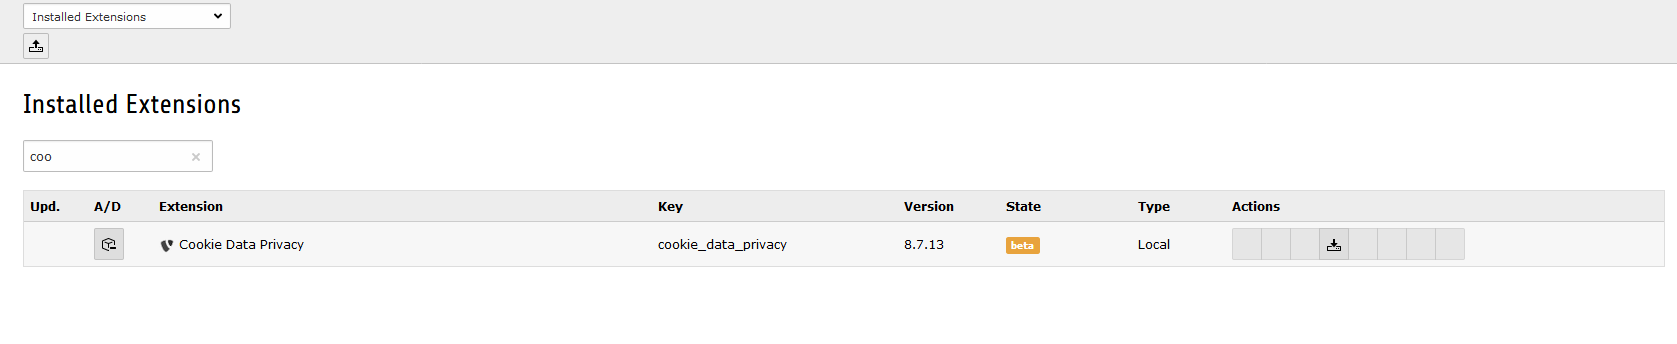 Installed Extensions
Installed Extensions
coo
Upd. A/D Extension Key Version State Type Actions
Cookie Data Privacy cookie_data_privacy 8.7.13 beta Local